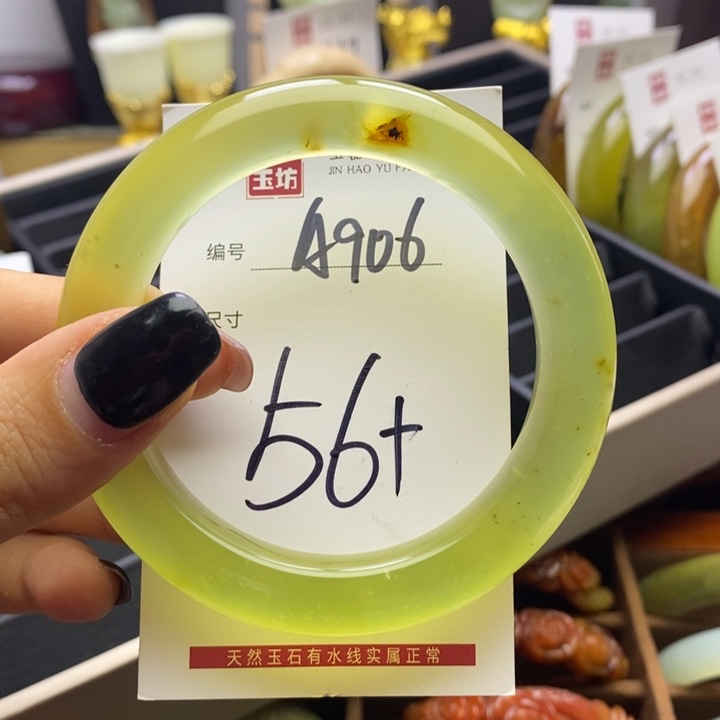 玉坊
JIN HAO YU FA
编号 A906
尺寸
56+
天然玉石有水线实属正常